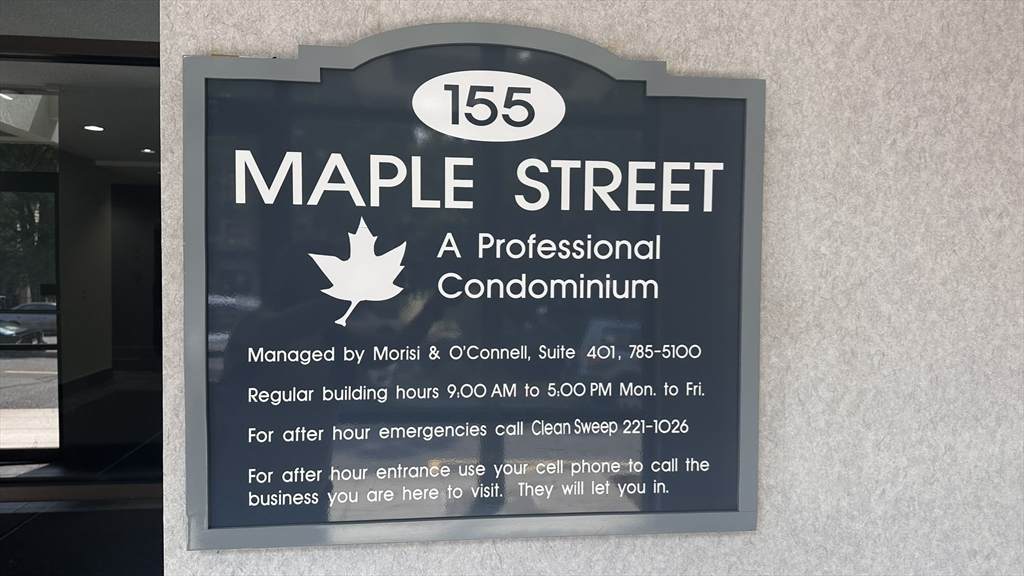 155
MAPLE STREET
A Professional
Condominium
Managed by Morisi & O'Connell, Suite 401, 785-5100
Regular building hours 9:00 AM to 5:00 PM Mon. to Fri.
For after hour emergencies call Clean Sweep 221-1026
For after hour entrance use your cell phone to call the
business you are here to visit. They will let you in.